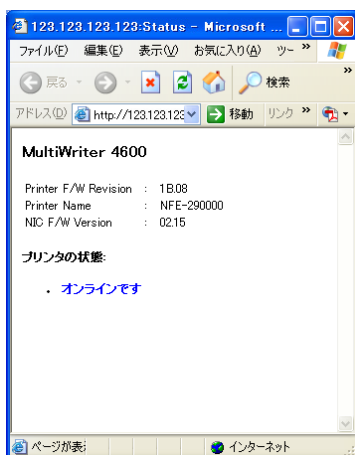 123.123.123.123:Status - Microsoft ...
ファイル(F) 編集(E) 表示(V) お気に入り(A) ツー »
戻る 検索 »
アドレス(D) http://123.123.123 移動 リンク »
MultiWriter 4600
Printer F/W Revision : 1B.08
Printer Name : NFE-290000
NIC F/W Version : 02.15
プリンタの状態:
・ オンラインです
ページが表 インターネット